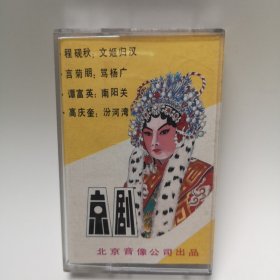 ·程砚秋：文姬归汉
·言菊朋：骂杨广
·谭富英：南阳关
·高庆奎：汾河湾
京剧
北京音像公司出品